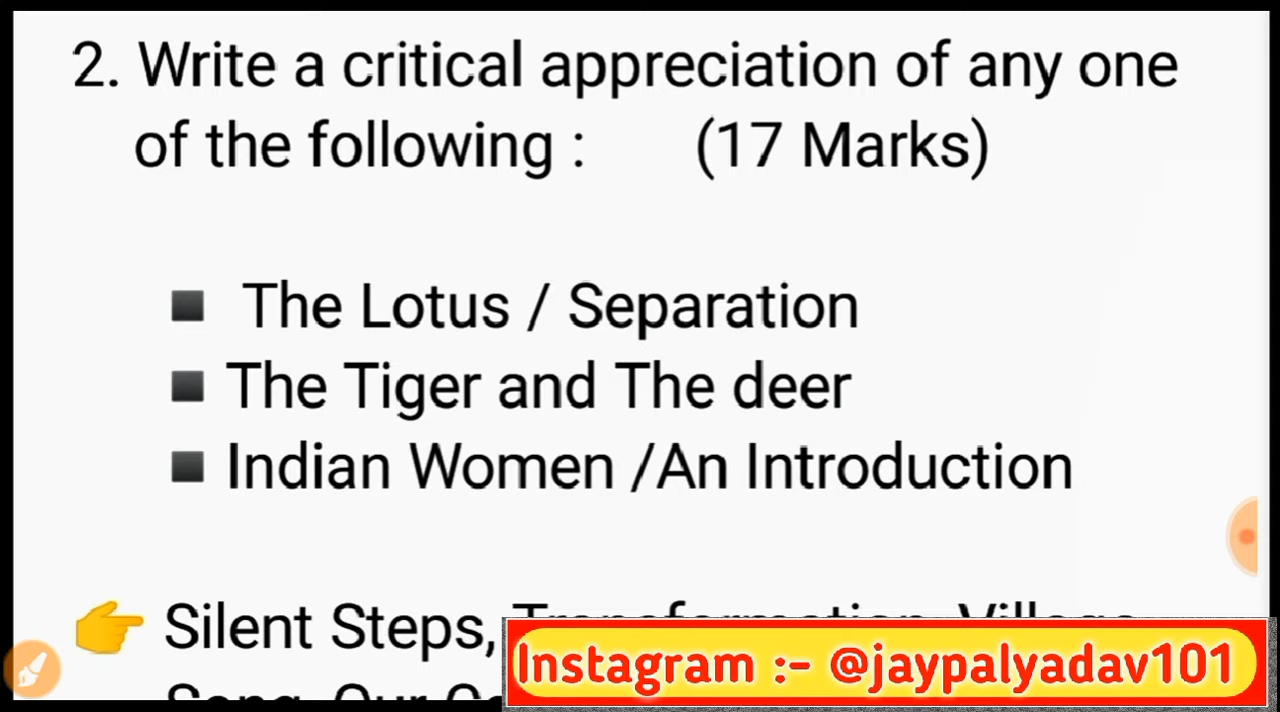 2. Write a critical appreciation of any one
of the following : (17 Marks)
The Lotus / Separation
The Tiger and The deer
Indian Women /An Introduction
Silent Steps,
Instagram :- @jaypalyadav101